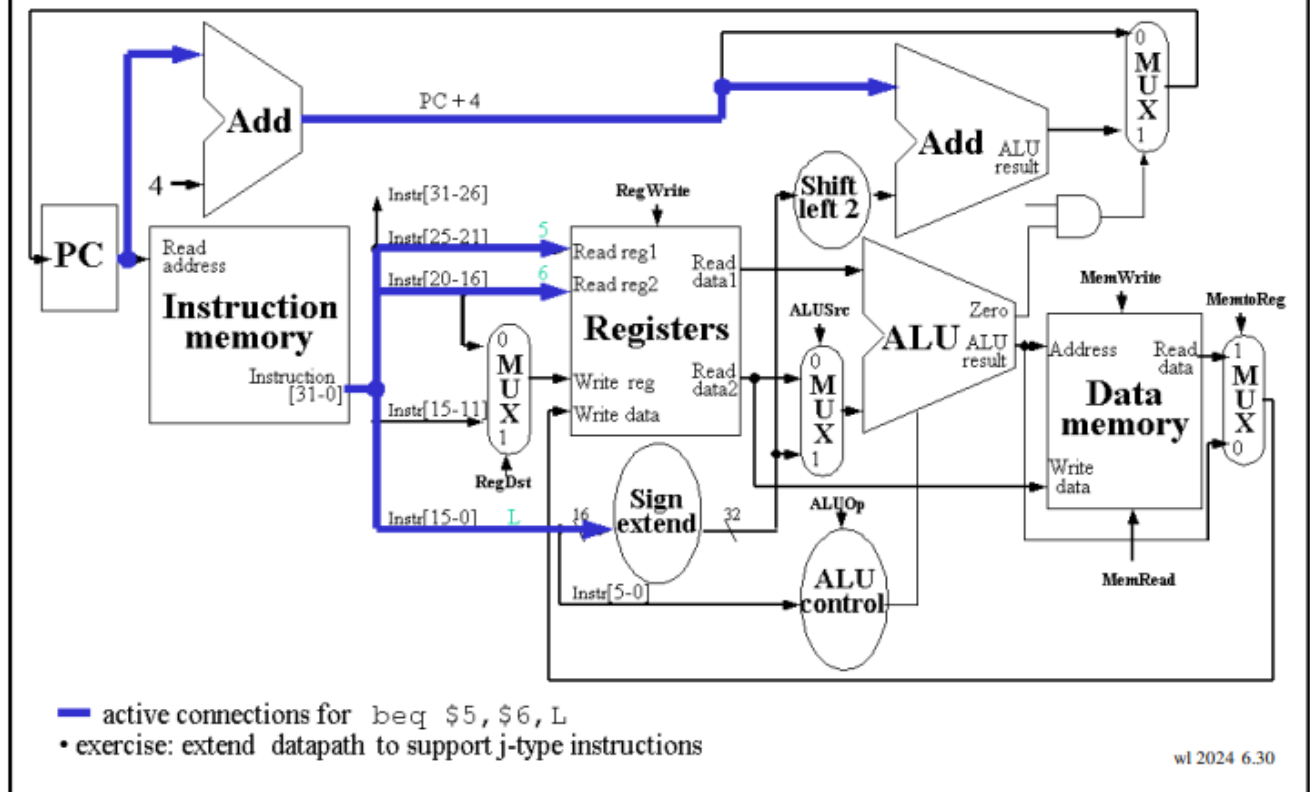 0
M
U
X
1
PC + 4
Add
Add
ALU
result
4
Shift
left 2
Instr[31-26]
RegWrite
PC
Read
address
Instruction
memory
Instruction
[31-0]
Instr[25-21]
5
Instr[20-16]
6
Read reg1
Read reg2
Read
data1
Registers
Read
data2
Write reg
Write data
0
M
U
X
1
RegDst
Instr[15-11]
ALUSrc
0
M
U
X
1
Zero
ALU
ALU
result
MemWrite
MemtoReg
Address
Read
data
Data
memory
Write
data
1
M
U
X
0
MemRead
Instr[15-0]
L
16
Sign
extend
32
ALUOp
Instr[5-0]
ALU
control
active connections for beq $5,$6,L
• exercise: extend datapath to support j-type instructions
wl 2024 6.30